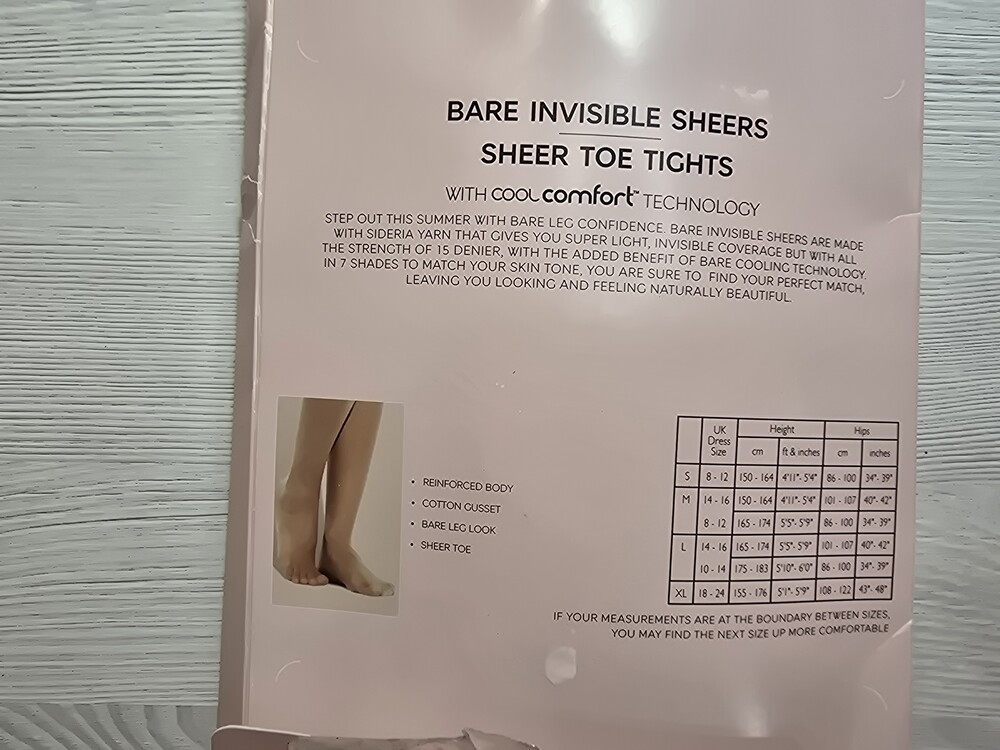 BARE INVISIBLE SHEERS
SHEER TOE TIGHTS
WITH COOL comfort™ TECHNOLOGY
STEP OUT THIS SUMMER WITH BARE LEG CONFIDENCE. BARE INVISIBLE SHEERS ARE MADE
WITH SIDERIA YARN THAT GIVES YOU SUPER LIGHT, INVISIBLE COVERAGE BUT WITH ALL
THE STRENGTH OF 15 DENIER, WITH THE ADDED BENEFIT OF BARE COOLING TECHNOLOGY.
IN 7 SHADES TO MATCH YOUR SKIN TONE, YOU ARE SURE TO FIND YOUR PERFECT MATCH,
LEAVING YOU LOOKING AND FEELING NATURALLY BEAUTIFUL.
• REINFORCED BODY
• COTTON GUSSET
• BARE LEG LOOK
• SHEER TOE
UK Dress Size Height Hips
cm ft & inches cm inches
S 8 - 12 150 - 164 4'11"- 5'4" 86 - 100 34"- 39"
M 14 - 16 150 - 164 4'11"- 5'4" 101 - 107 40"- 42"
8 - 12 165 - 174 5'5"- 5'9" 86 - 100 34"- 39"
L 14 - 16 165 - 174 5'5"- 5'9" 101 - 107 40"- 42"
10 - 14 175 - 183 5'10"- 6'0" 86 - 100 34"- 39"
XL 18 - 24 155 - 176 5'1"- 5'9" 108 - 122 43"- 48"
IF YOUR MEASUREMENTS ARE AT THE BOUNDARY BETWEEN SIZES,
YOU MAY FIND THE NEXT SIZE UP MORE COMFORTABLE